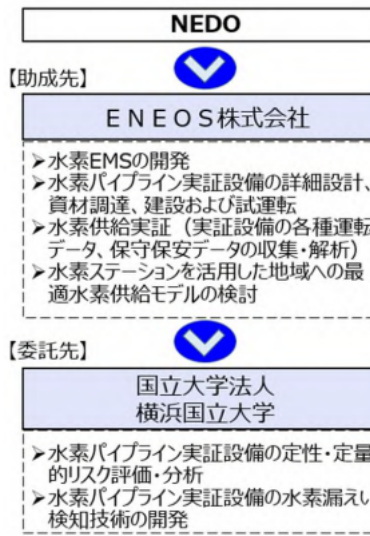 NEDO
【助成先】
ENEOS株式会社
➤水素EMSの開発
➤水素パイプライン実証設備の詳細設計、
資材調達、建設および試運転
➤水素供給実証（実証設備の各種運転
データ、保守保安データの収集・解析）
➤水素ステーションを活用した地域への最
適水素供給モデルの検討
【委託先】
国立大学法人
横浜国立大学
➤水素パイプライン実証設備の定性・定量
的リスク評価・分析
➤水素パイプライン実証設備の水素漏えい
検知技術の開発